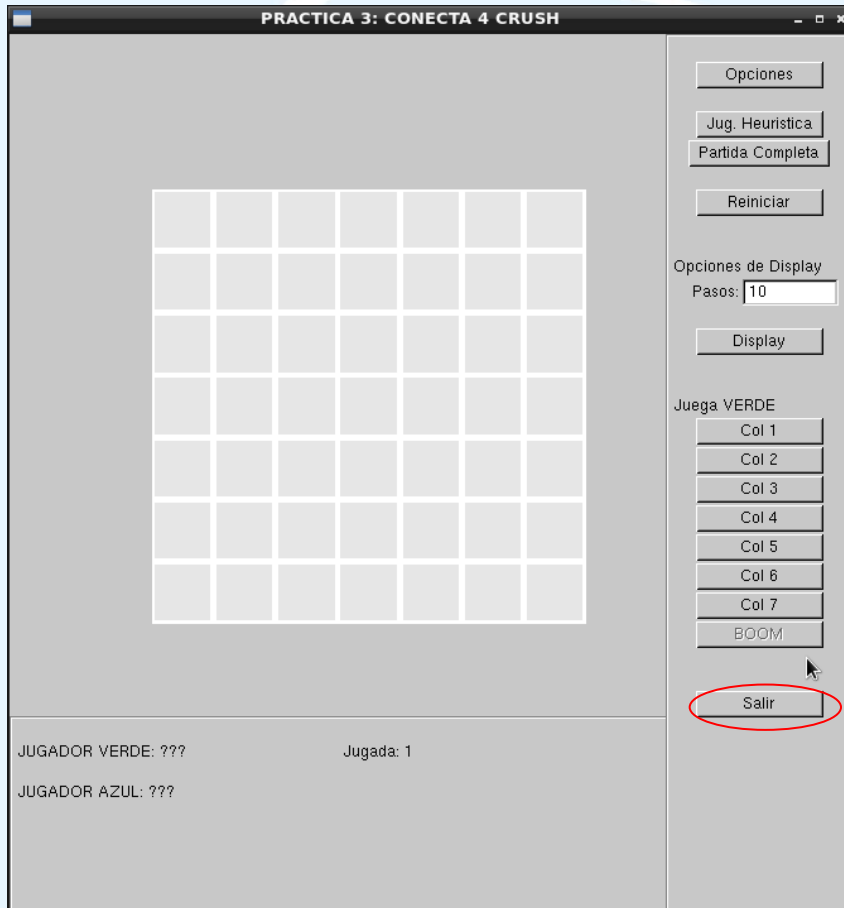 PRACTICA 3: CONECTA 4 CRUSH
Opciones
Jug. Heuristica
Partida Completa
Reiniciar
Opciones de Display
Pasos: 10
Display
Juega VERDE
Col 1
Col 2
Col 3
Col 4
Col 5
Col 6
Col 7
BOOM
Salir
JUGADOR VERDE: ??? Jugada: 1
JUGADOR AZUL: ???